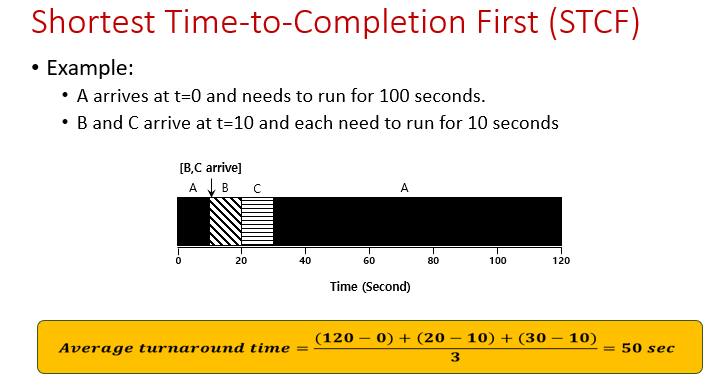 Shortest Time-to-Completion First (STCF)
• Example:
• A arrives at t=0 and needs to run for 100 seconds.
• B and C arrive at t=10 and each need to run for 10 seconds
[B,C arrive]
A B C A
0 20 40 60 80 100 120
Time (Second)
Average turnaround time = \frac{(120 − 0) + (20 − 10) + (30 − 10)}{3} = 50 sec